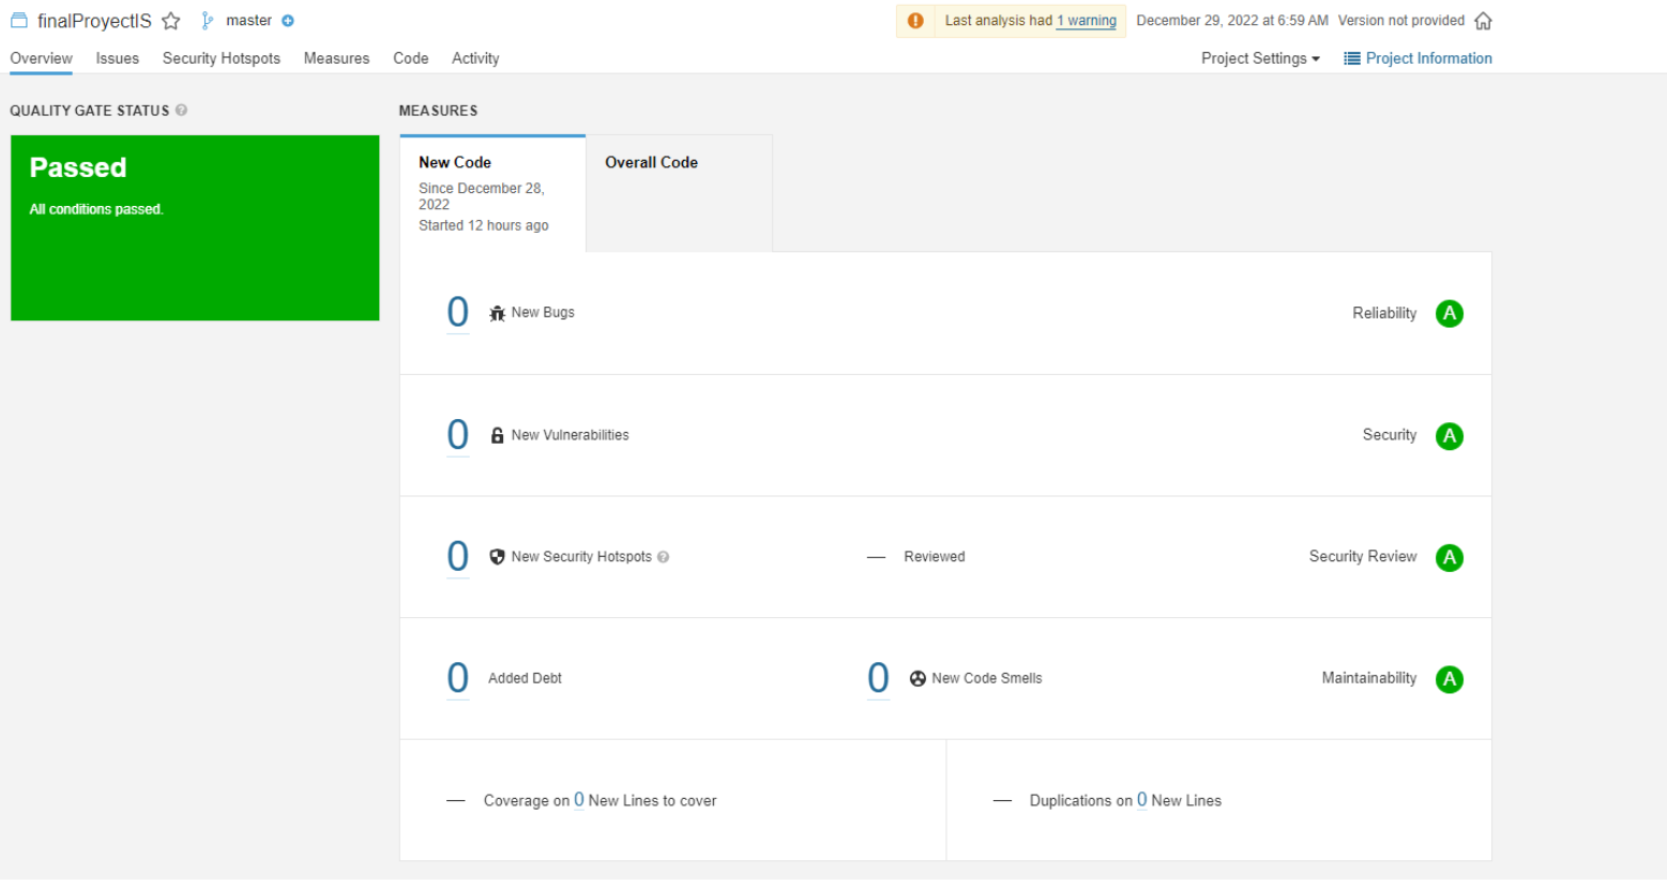 finalProyectIS master
Last analysis had 1 warning December 29, 2022 at 6:59 AM Version not provided
Overview Issues Security Hotspots Measures Code Activity
Project Settings Project Information
QUALITY GATE STATUS
MEASURES
Passed
All conditions passed.
New Code
Since December 28,
2022
Started 12 hours ago
Overall Code
0 New Bugs
Reliability A
0 New Vulnerabilities
Security A
0 New Security Hotspots
— Reviewed
Security Review A
0 Added Debt
0 New Code Smells
Maintainability A
— Coverage on 0 New Lines to cover
— Duplications on 0 New Lines